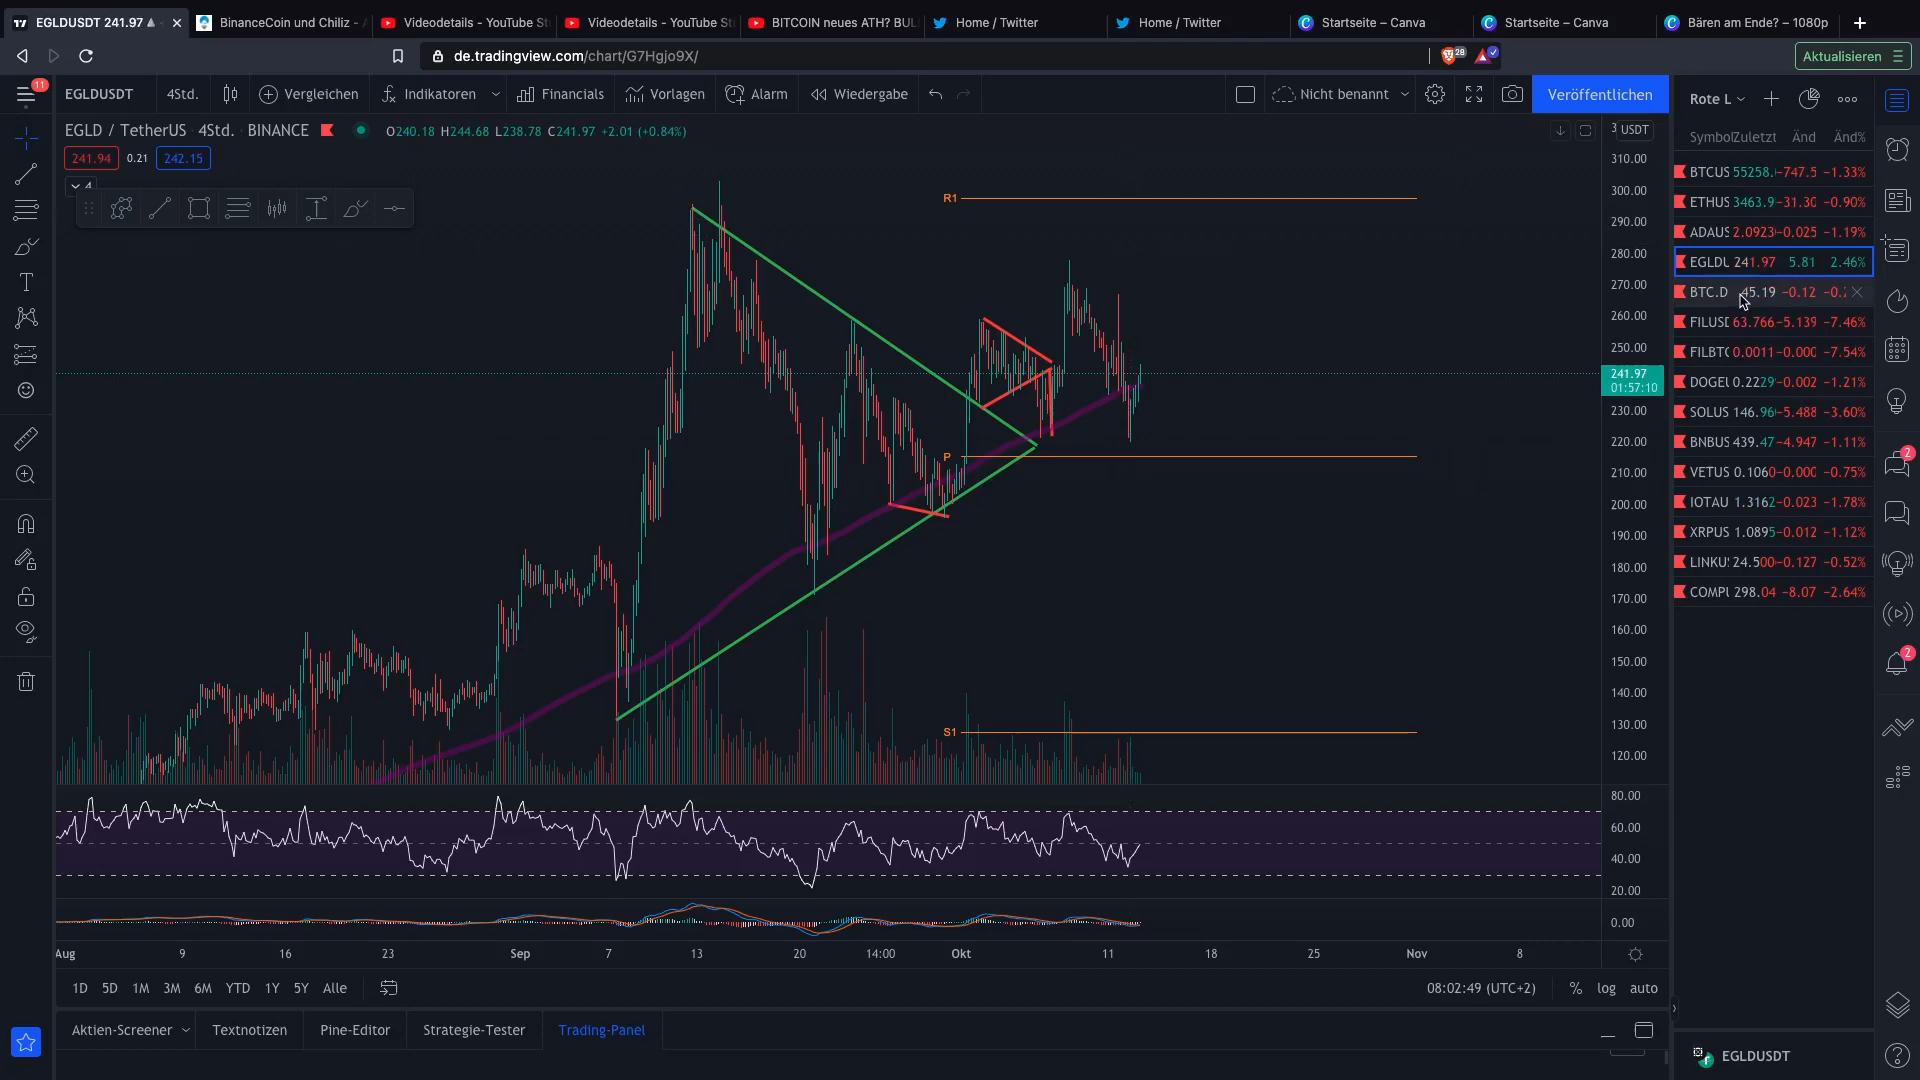 EGLDUSDT 241.97
BinanceCoin und Chiliz -
Videodetails - YouTube St
Videodetails - YouTube St
BITCOIN neues ATH? BUL
Home / Twitter
Home / Twitter
Startseite – Canva
Startseite – Canva
Bären am Ende? – 1080p
de.tradingview.com/chart/G7Hgjo9X/
28
Aktualisieren
11
EGLDUSDT
4Std.
Vergleichen
Indikatoren
Financials
Vorlagen
Alarm
Wiedergabe
Nicht benannt
Veröffentlichen
Rote L
EGLD / TetherUS · 4Std. · BINANCE
O240.18 H244.68 L238.78 C241.97 +2.01 (+0.84%)
241.94 0.21 242.15
4
USDT
310.00
300.00
290.00
280.00
270.00
260.00
250.00
241.97
01:57:10
230.00
220.00
210.00
200.00
190.00
180.00
170.00
160.00
150.00
140.00
130.00
120.00
80.00
60.00
40.00
20.00
0.00
R1
P
S1
Symbol Zuletzt Änd Änd%
BTCUS 55258. -747.5 -1.33%
ETHUS 3463.9 -31.30 -0.90%
ADAUS 2.0923 -0.025 -1.19%
EGLDU 241.97 5.81 2.46%
BTC.D 45.19 -0.12 -0.
FILUSD 63.766 -5.139 -7.46%
FILBTC 0.0011 -0.000 -7.54%
DOGEU 0.2229 -0.002 -1.21%
SOLUS 146.96 -5.488 -3.60%
BNBUS 439.47 -4.947 -1.11%
VETUS 0.1060 -0.000 -0.75%
IOTAU 1.3162 -0.023 -1.78%
XRPUS 1.0895 -0.012 -1.12%
LINKU 24.500 -0.127 -0.52%
COMPU 298.04 -8.07 -2.64%
2
2
Aug 9 16 23 Sep 7 13 20 14:00 Okt 11 18 25 Nov 8
1D 5D 1M 3M 6M YTD 1Y 5Y Alle
08:02:49 (UTC+2) % log auto
Aktien-Screener
Textnotizen
Pine-Editor
Strategie-Tester
Trading-Panel
EGLDUSDT